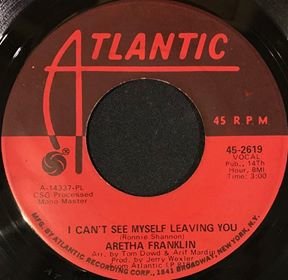 ATLANTIC
45 R.P.M.
45-2619
VOCAL
Pub., 14Th
Hour, BMI
Time: 3:00
A-14327-PL
CSG Processed
Mono Master
I CAN'T SEE MYSELF LEAVING YOU
(Ronnie Shannon)
ARETHA FRANKLIN
Arr. by Tom Dowd & Arif Mardin
Prod. by Jerry Wexler
MFG. BY ATLANTIC RECORDING CORP., 1841 BROADWAY, NEW YORK, N.Y.